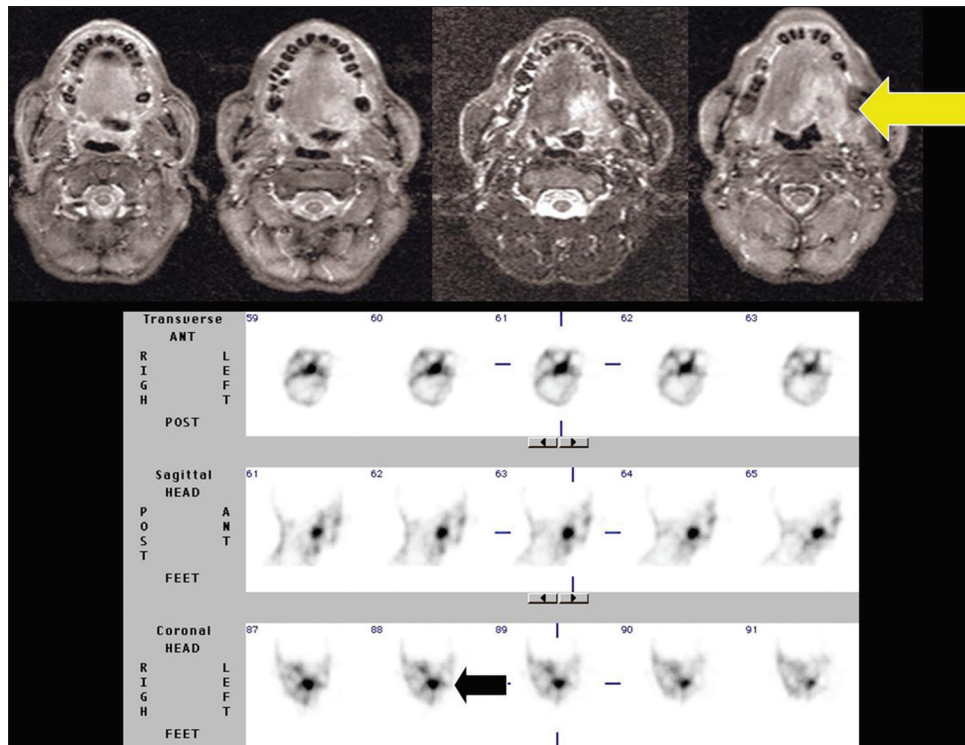 Transverse
ANT
R L
I E
G F
H T
POST
59 60 61 62 63
Sagittal
HEAD
P A
O N
S T
T
FEET
61 62 63 64 65
Coronal
HEAD
R L
I E
G F
H T
FEET
87 88 89 90 91